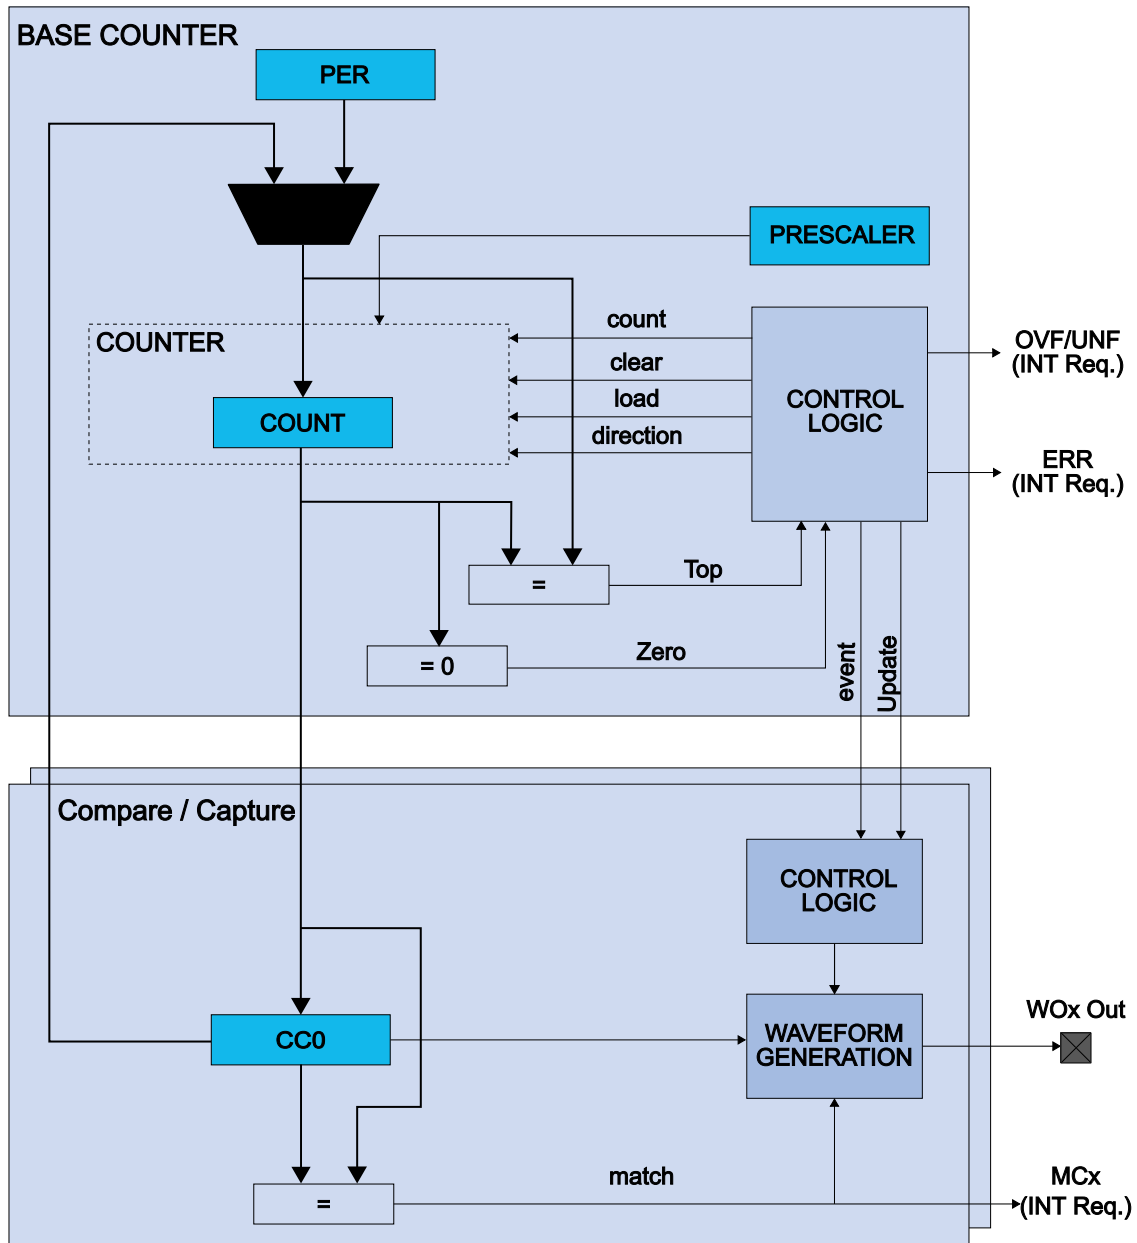 BASE COUNTER
PER
PRESCALER
COUNTER
count
clear
load
direction
COUNT
CONTROL
LOGIC
OVF/UNF
(INT Req.)
ERR
(INT Req.)
=
Top
= 0
Zero
event
Update
Compare / Capture
CONTROL
LOGIC
CC0
WAVEFORM
GENERATION
WOx Out
=
match
MCx
(INT Req.)